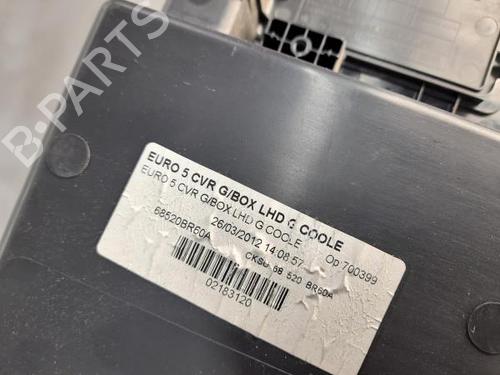 B-PARTS
EURO 5 CVR G/BOX LHD G COOLE
EURO 5 CVR G/BOX LHD G COOLE
68520BR60A 26/03/2012 14:08:57 Op 700399
CKSU 68 520 BR60A
02183120